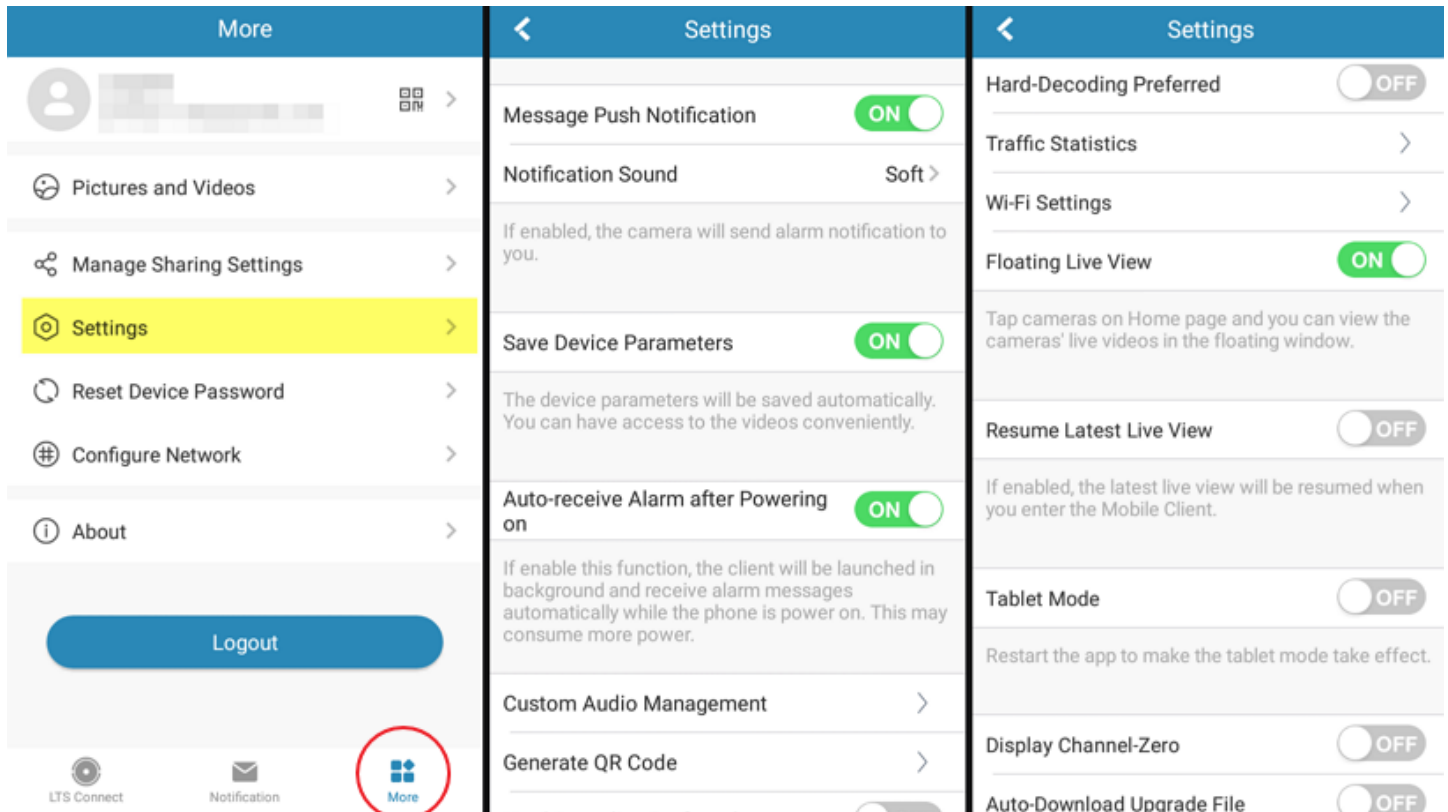 More
Pictures and Videos
Manage Sharing Settings
Settings
Reset Device Password
Configure Network
About
Logout
LTS Connect
Notification
More
Settings
Message Push Notification
ON
Notification Sound
Soft
If enabled, the camera will send alarm notification to
you.
Save Device Parameters
ON
The device parameters will be saved automatically.
You can have access to the videos conveniently.
Auto-receive Alarm after Powering
on
ON
If enable this function, the client will be launched in
background and receive alarm messages
automatically while the phone is power on. This may
consume more power.
Custom Audio Management
Generate QR Code
Settings
Hard-Decoding Preferred
OFF
Traffic Statistics
Wi-Fi Settings
Floating Live View
ON
Tap cameras on Home page and you can view the
cameras' live videos in the floating window.
Resume Latest Live View
OFF
If enabled, the latest live view will be resumed when
you enter the Mobile Client.
Tablet Mode
OFF
Restart the app to make the tablet mode take effect.
Display Channel-Zero
OFF
Auto-Download Upgrade File
OFF